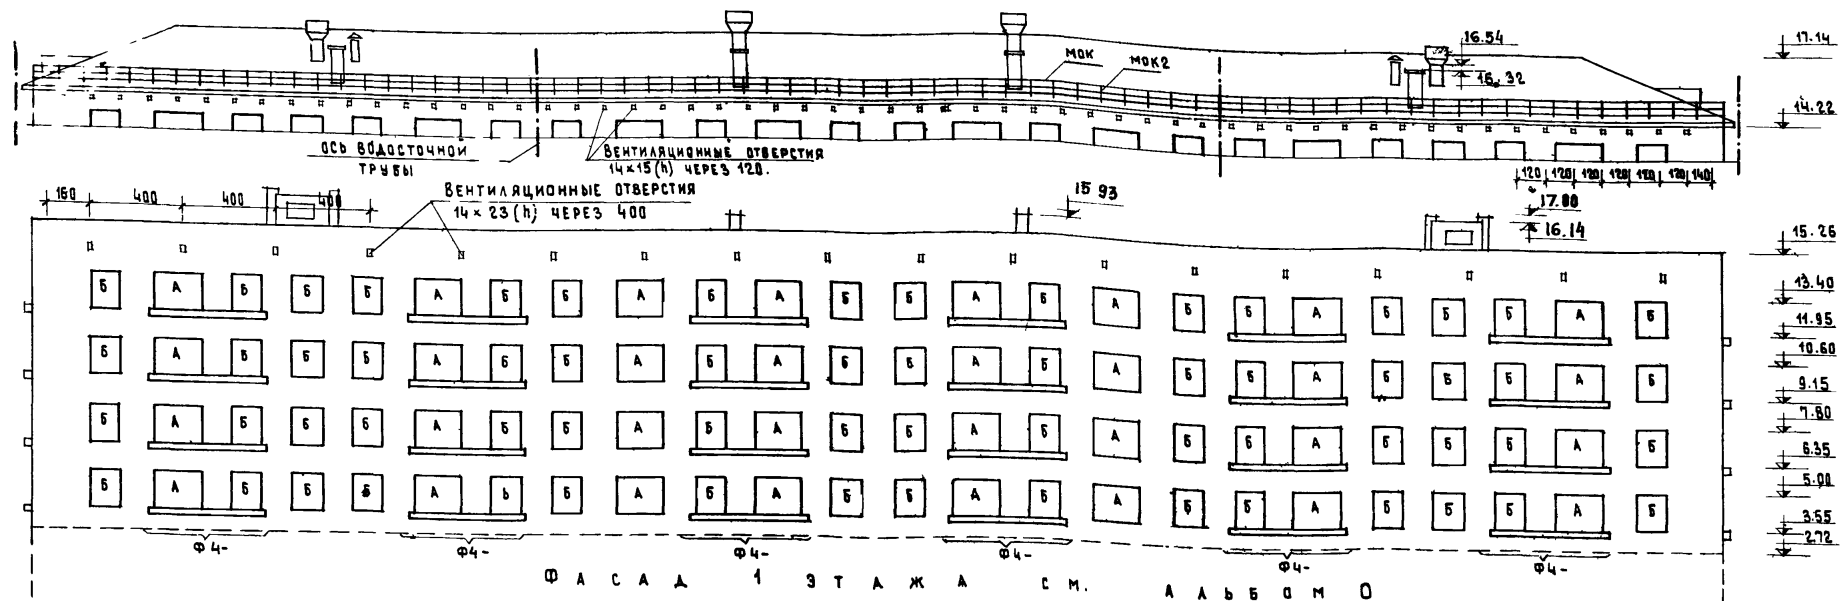 16.54
17.14
МОК
МОК2
16.32
14.22
ОСЬ ВОДОСТОЧНОЙ
ТРУБЫ
ВЕНТИЛЯЦИОННЫЕ ОТВЕРСТИЯ
14×15(h) ЧЕРЕЗ 120.
120 120 120 120 120 120 140
160 400 400 400
ВЕНТИЛЯЦИОННЫЕ ОТВЕРСТИЯ
14×23(h) ЧЕРЕЗ 400
15 93
16.14
15.26
13.40
Б А Б Б Б А Б Б А Б А Б Б А Б А Б Б А Б Б Б А Б
11.95
10.60
Б А Б Б Б А Б Б А Б А Б Б А Б А Б Б А Б Б Б А Б
9.15
7.80
Б А Б Б Б А Б Б А Б А Б Б А Б А Б Б А Б Б Б А Б
6.35
5.00
Б А Б Б Б А Ь Б А Б А Б Б А Б А Б Б А Б Б Б А Б
3.55
2.72
Ф4- Ф4- Ф4- Ф4- Ф4- Ф4-
ФАСАД 1 ЭТАЖА СМ. АЛЬБОМ 0